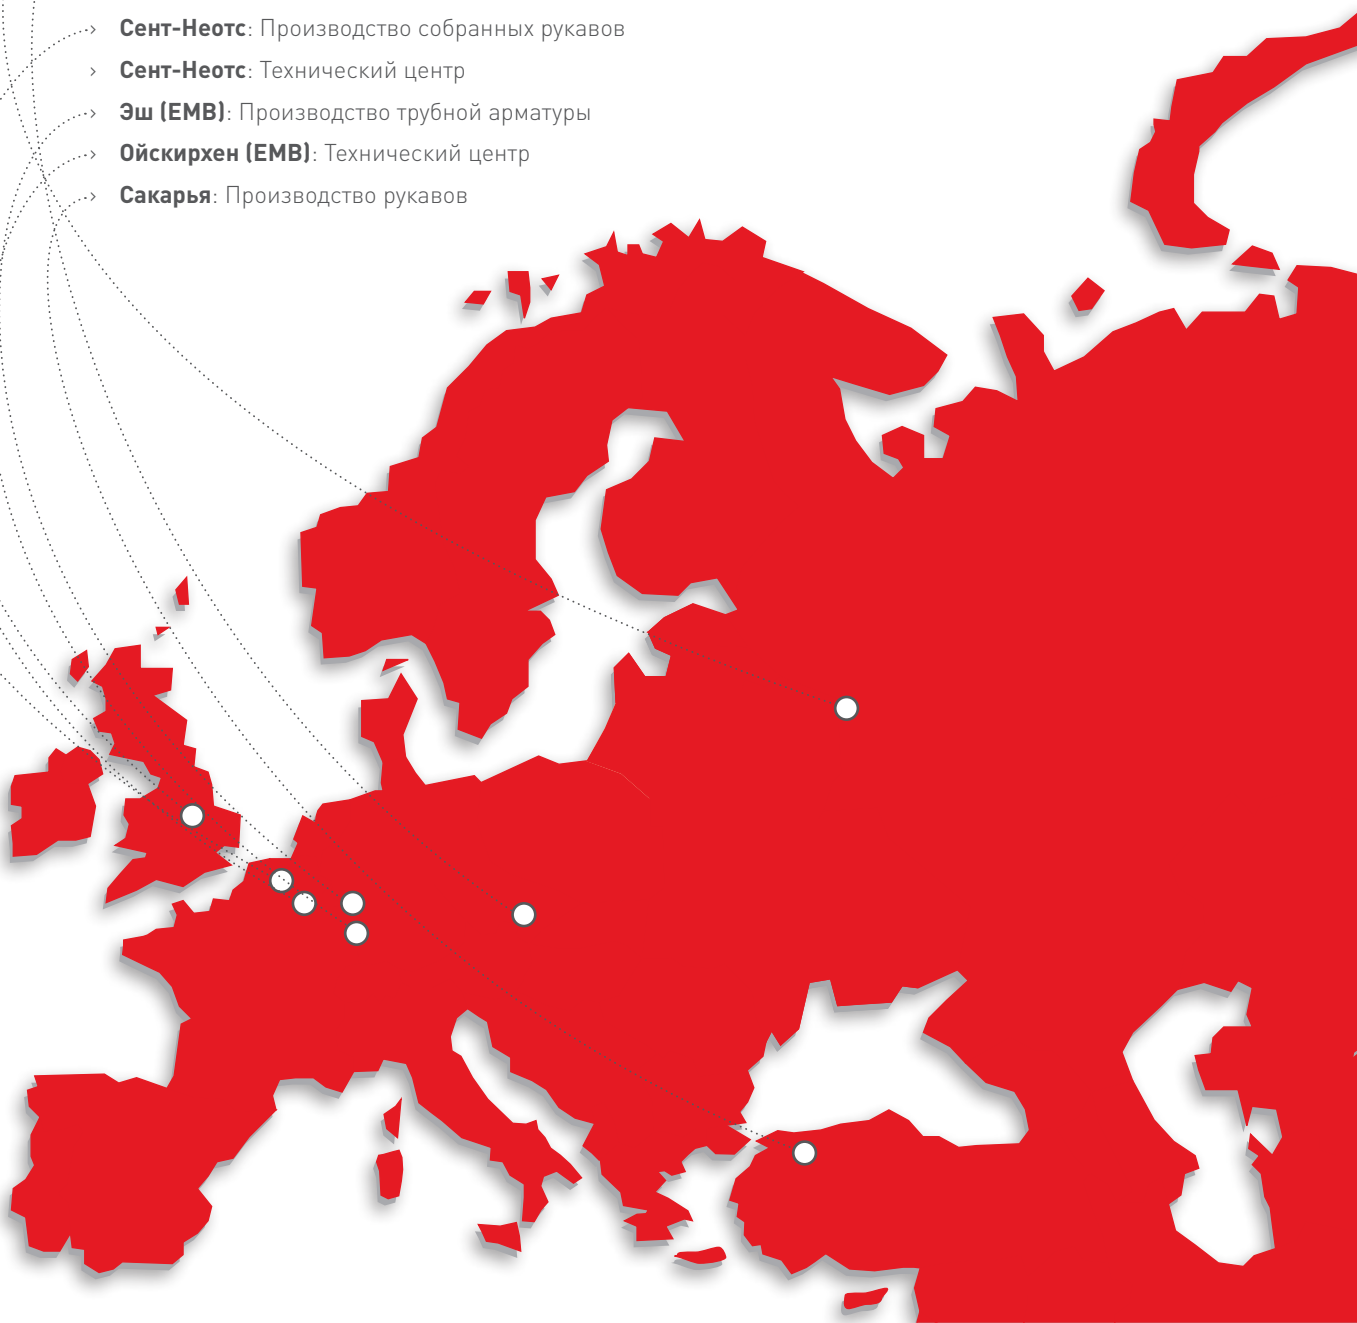 Сент-Неотс: Производство собранных рукавов
Сент-Неотс: Технический центр
Эш (EMB): Производство трубной арматуры
Ойскирхен (EMB): Технический центр
Сакарья: Производство рукавов